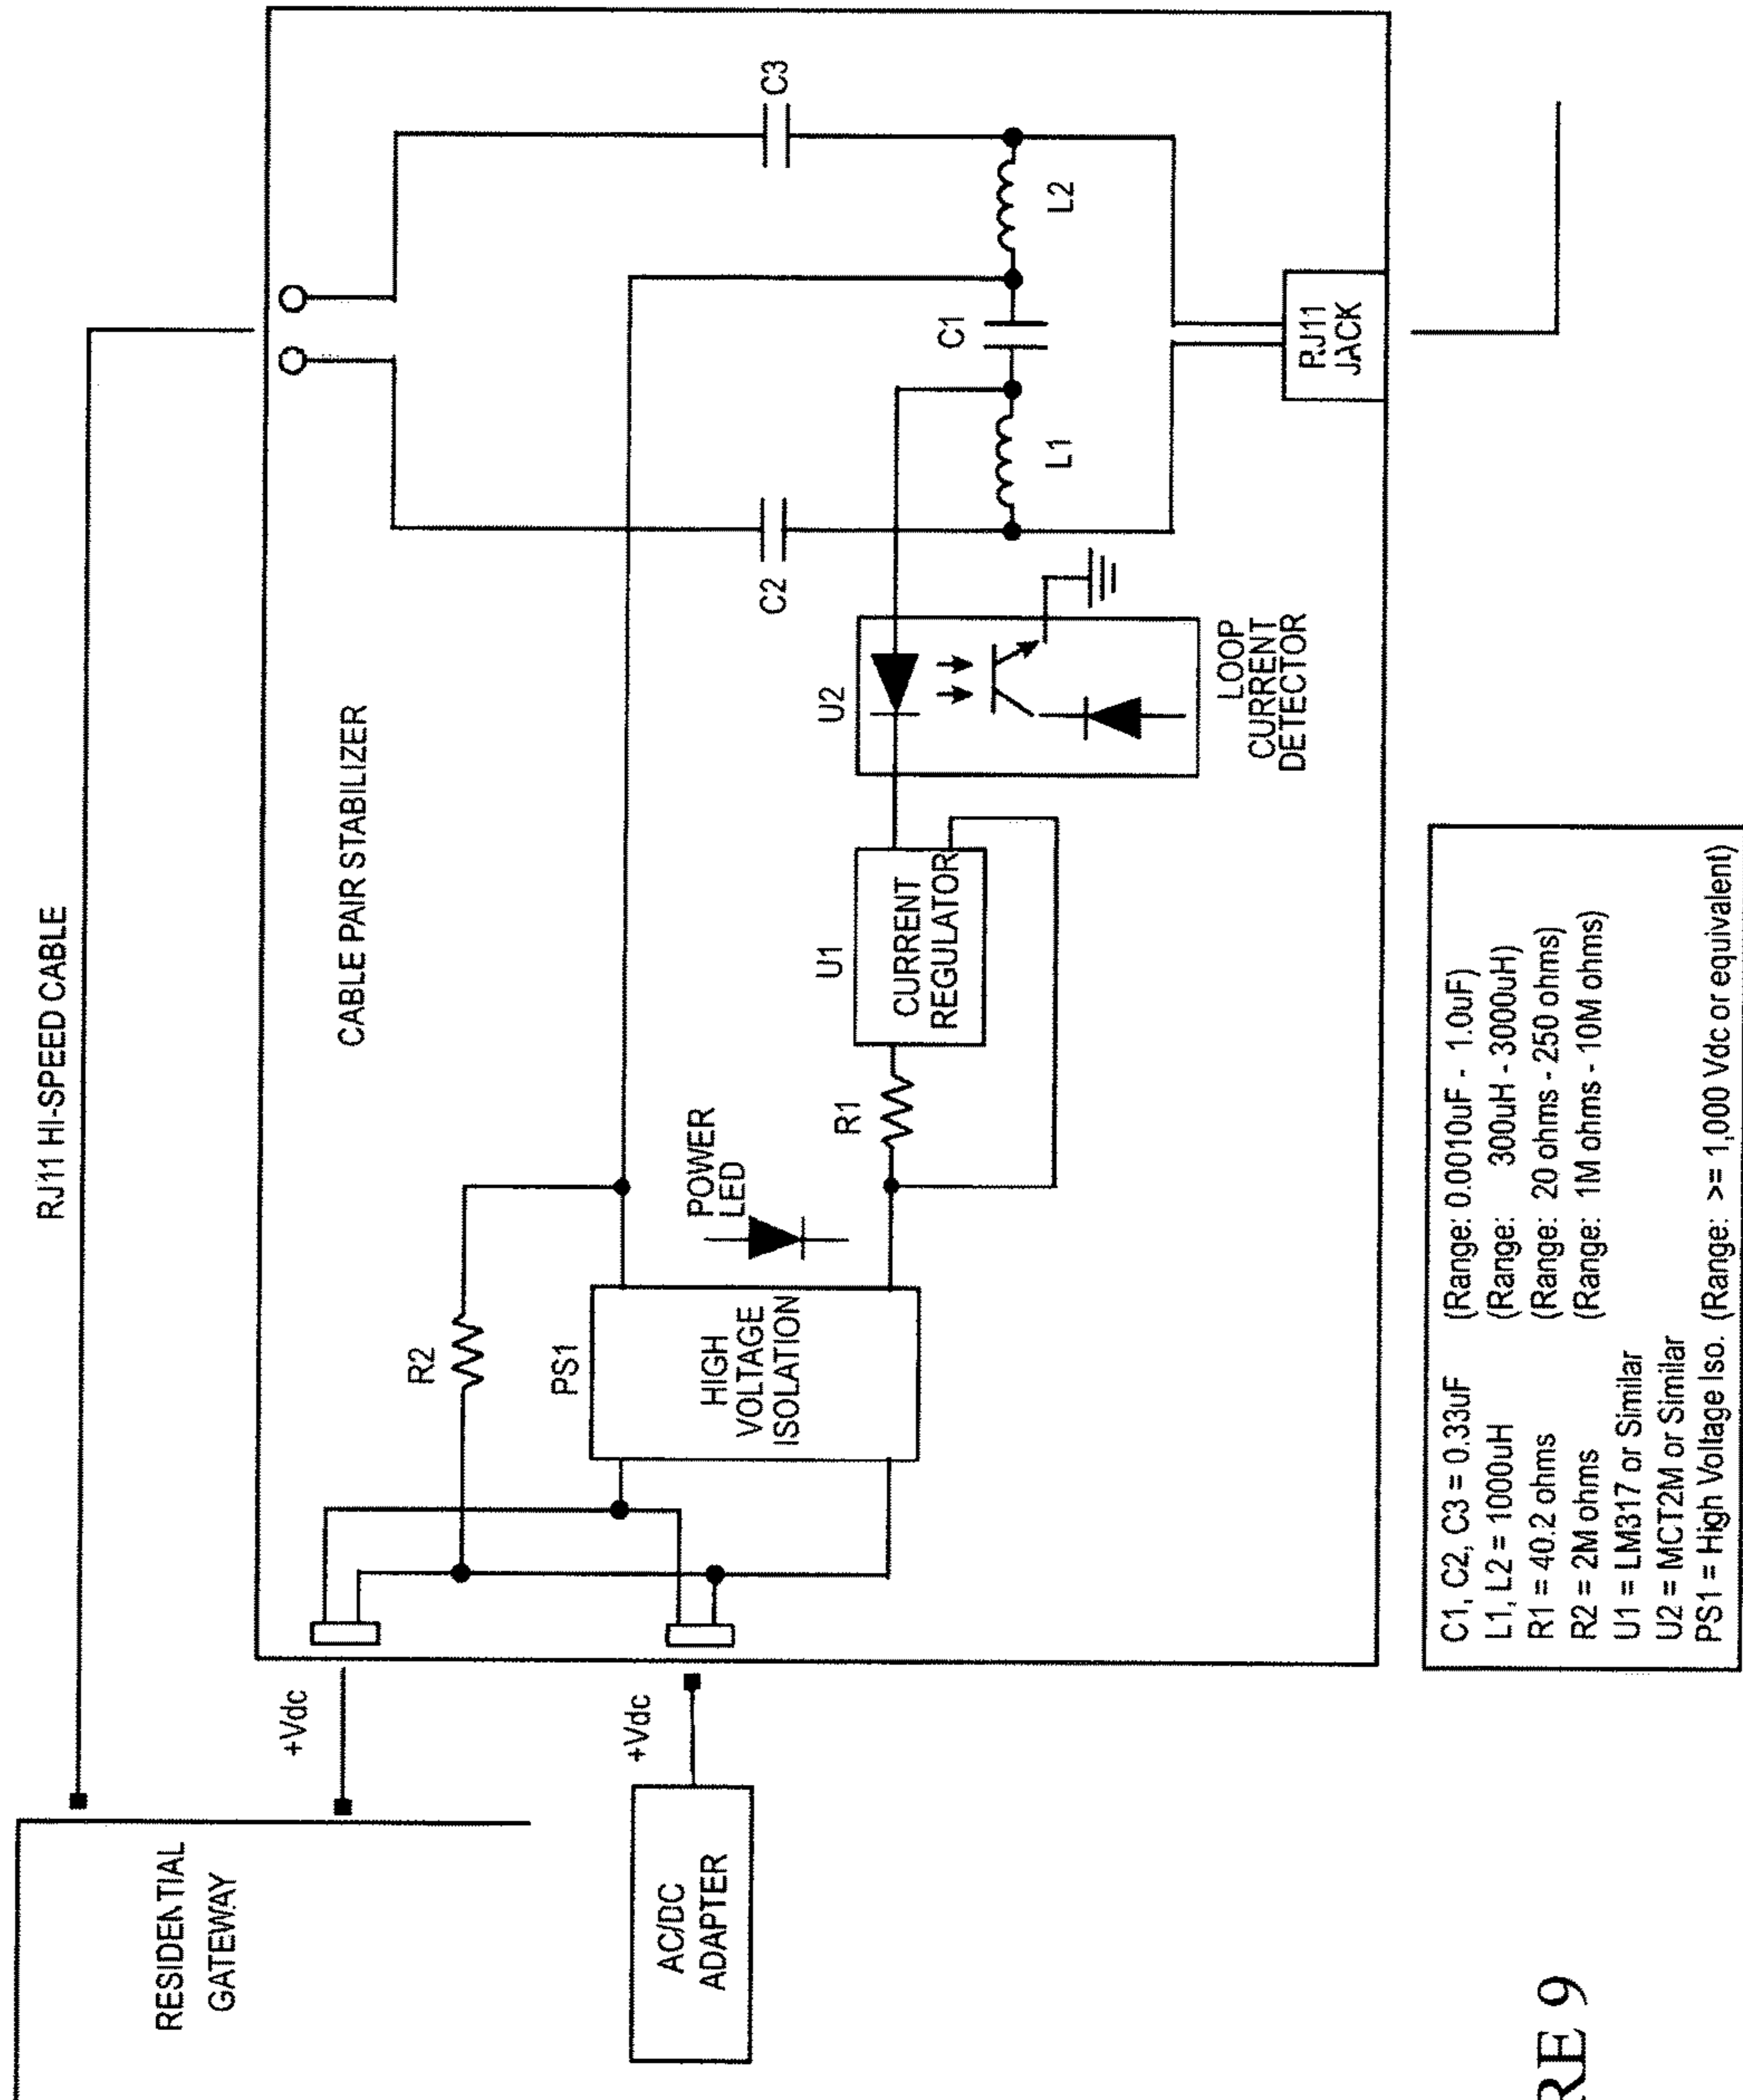 RJ11 HI-SPEED CABLE
RESIDENTIAL
GATEWAY
+Vdc
CABLE PAIR STABILIZER
C3
R2
C2
C1
L2
L1
+Vdc
AC/DC
ADAPTER
PS1
HIGH
VOLTAGE
ISOLATION
POWER
LED
R1
U1
CURRENT
REGULATOR
U2
LOOP
CURRENT
DETECTOR
RJ11
JACK
C1, C2, C3 = 0.33uF (Range: 0.0010uF - 1.0uF)
L1, L2 = 1000uH (Range: 300uH - 3000uH)
R1 = 40.2 ohms (Range: 20 ohms - 250 ohms)
R2 = 2M ohms (Range: 1M ohms - 10M ohms)
U1 = LM317 or Similar
U2 = MCT2M or Similar
PS1 = High Voltage Iso. (Range: >= 1,000 Vdc or equivalent)
RE 9